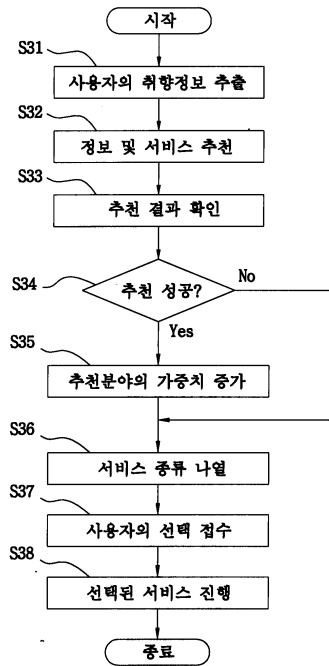 시작
S31
사용자의 취향정보 추출
S32
정보 및 서비스 추천
S33
추천 결과 확인
S34
추천 성공?
No
Yes
S35
추천분야의 가중치 증가
S36
서비스 종류 나열
S37
사용자의 선택 접수
S38
선택된 서비스 진행
종료